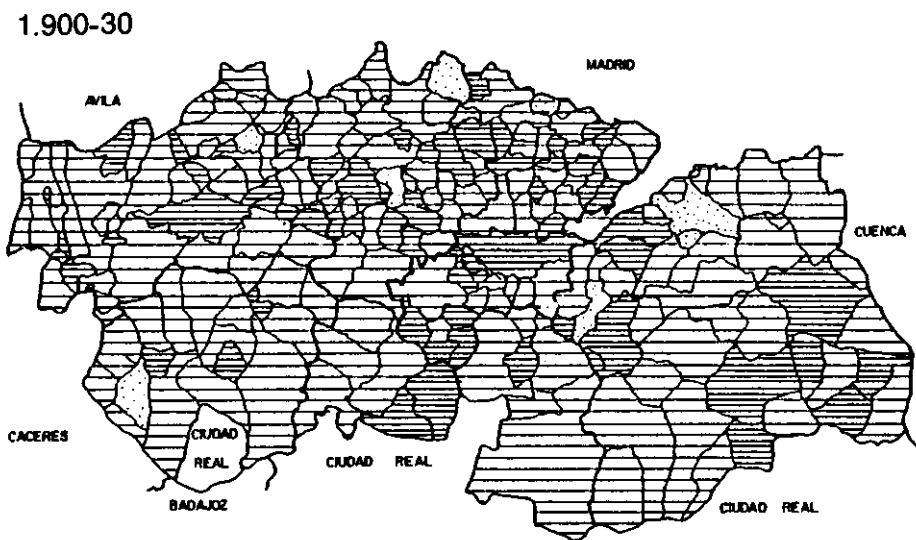 1.900-30
MADRID
AVILA
CUENCA
CACERES
CIUDAD
REAL
CIUDAD REAL
BADAJOZ
CIUDAD REAL